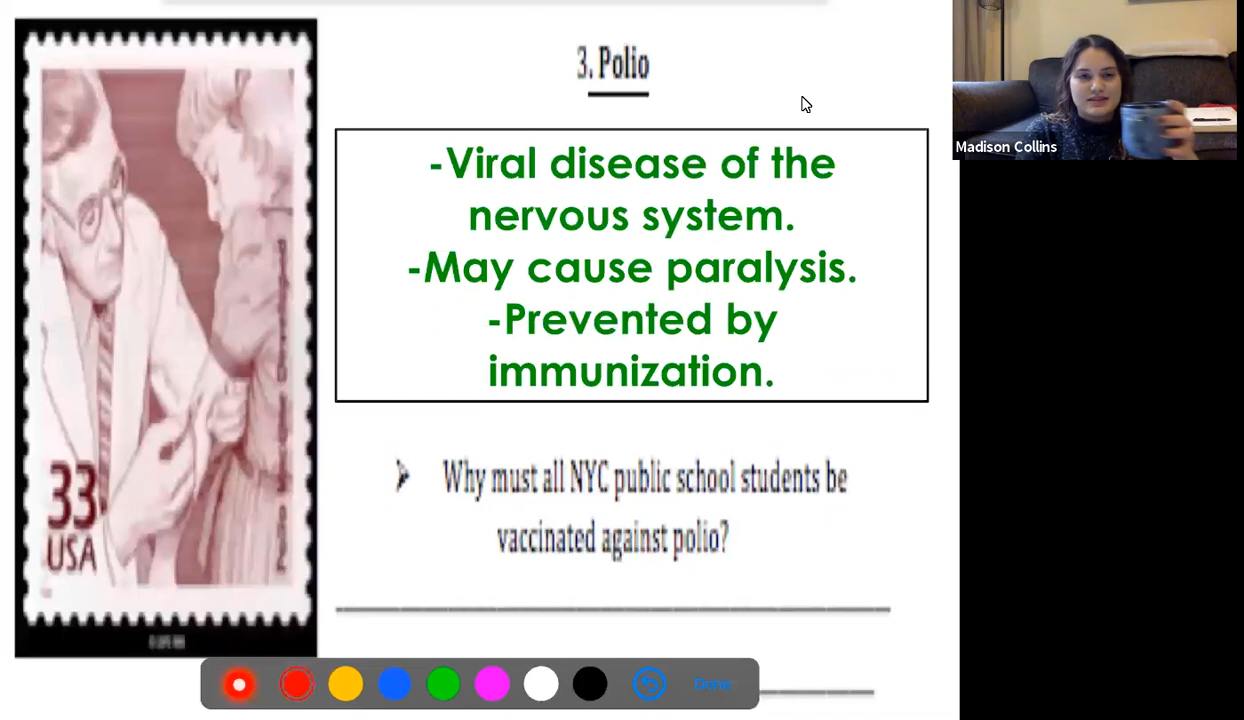 3. Polio
-Viral disease of the
nervous system.
-May cause paralysis.
-Prevented by
immunization.
Why must all NYC public school students be
vaccinated against polio?
33
USA
Done
Madison Collins